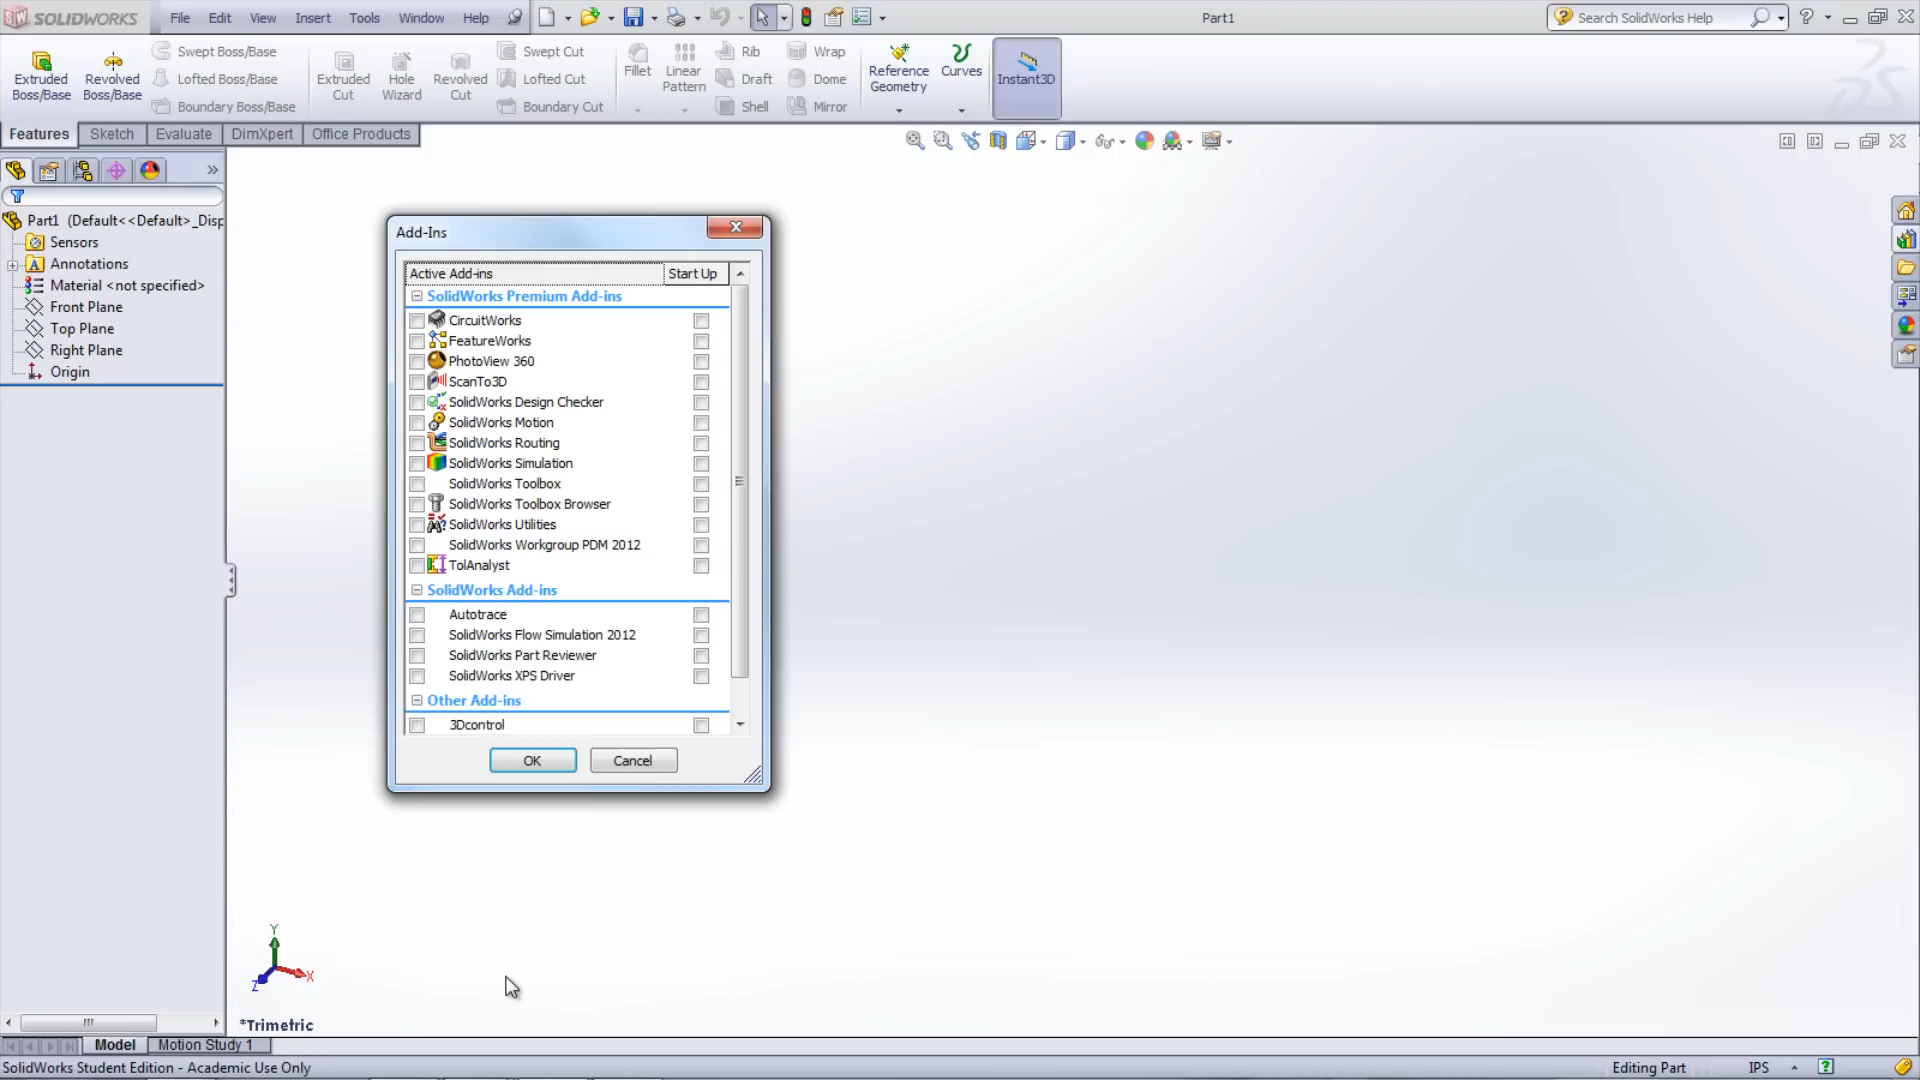 SOLIDWORKS File Edit View Insert Tools Window Help Part1 Search SolidWorks Help
Extruded Boss/Base
Revolved Boss/Base
Swept Boss/Base
Lofted Boss/Base
Boundary Boss/Base
Extruded Cut
Hole Wizard
Revolved Cut
Swept Cut
Lofted Cut
Boundary Cut
Fillet
Linear Pattern
Rib
Draft
Shell
Wrap
Dome
Mirror
Reference Geometry
Curves
Instant3D
Features Sketch Evaluate DimXpert Office Products
Part1 (Default<<Default>_Disp
Sensors
Annotations
Material <not specified>
Front Plane
Top Plane
Right Plane
Origin
Add-Ins
Active Add-ins Start Up
SolidWorks Premium Add-ins
CircuitWorks
FeatureWorks
PhotoView 360
ScanTo3D
SolidWorks Design Checker
SolidWorks Motion
SolidWorks Routing
SolidWorks Simulation
SolidWorks Toolbox
SolidWorks Toolbox Browser
SolidWorks Utilities
SolidWorks Workgroup PDM 2012
TolAnalyst
SolidWorks Add-ins
Autotrace
SolidWorks Flow Simulation 2012
SolidWorks Part Reviewer
SolidWorks XPS Driver
Other Add-ins
3Dcontrol
OK Cancel
Y
X
Z
*Trimetric
Model Motion Study 1
SolidWorks Student Edition - Academic Use Only Editing Part IPS